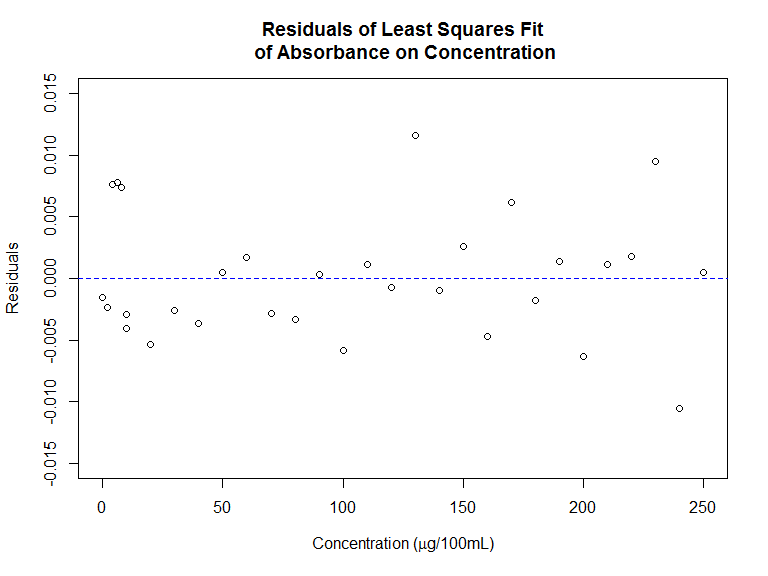 Residuals of Least Squares Fit
of Absorbance on Concentration
0.015
0.010
0.005
0.000
-0.005
-0.010
-0.015
Residuals
0 50 100 150 200 250
Concentration (μg/100mL)